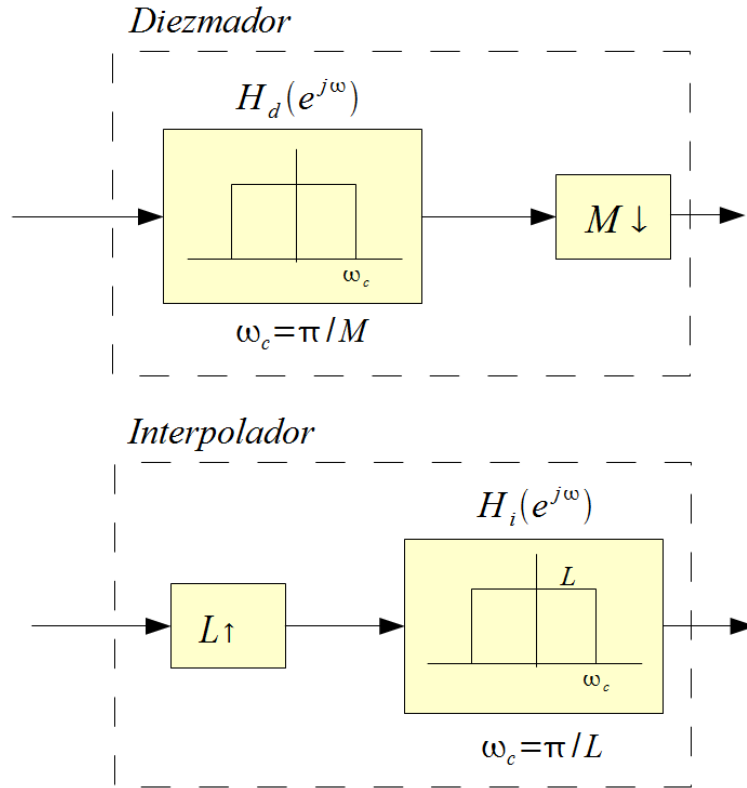 Diezmador
H_d(e^{jω})
M↓
ω_c
ω_c=π/M
Interpolador
H_i(e^{jω})
L
L↑
ω_c
ω_c=π/L